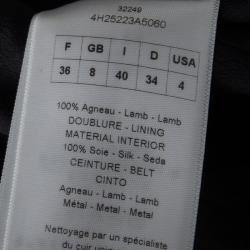 32249
4H25223A5060
F GB I D USA
36 8 40 34 4
100% Agneau - Lamb - Lamb
DOUBLURE - LINING
MATERIAL INTERIOR
100% Soie - Silk - Seda
CEINTURE - BELT
CINTO
Agneau - Lamb - Lamb
Métal - Metal - Metal
Nettoyage par un spécialiste
du cuir